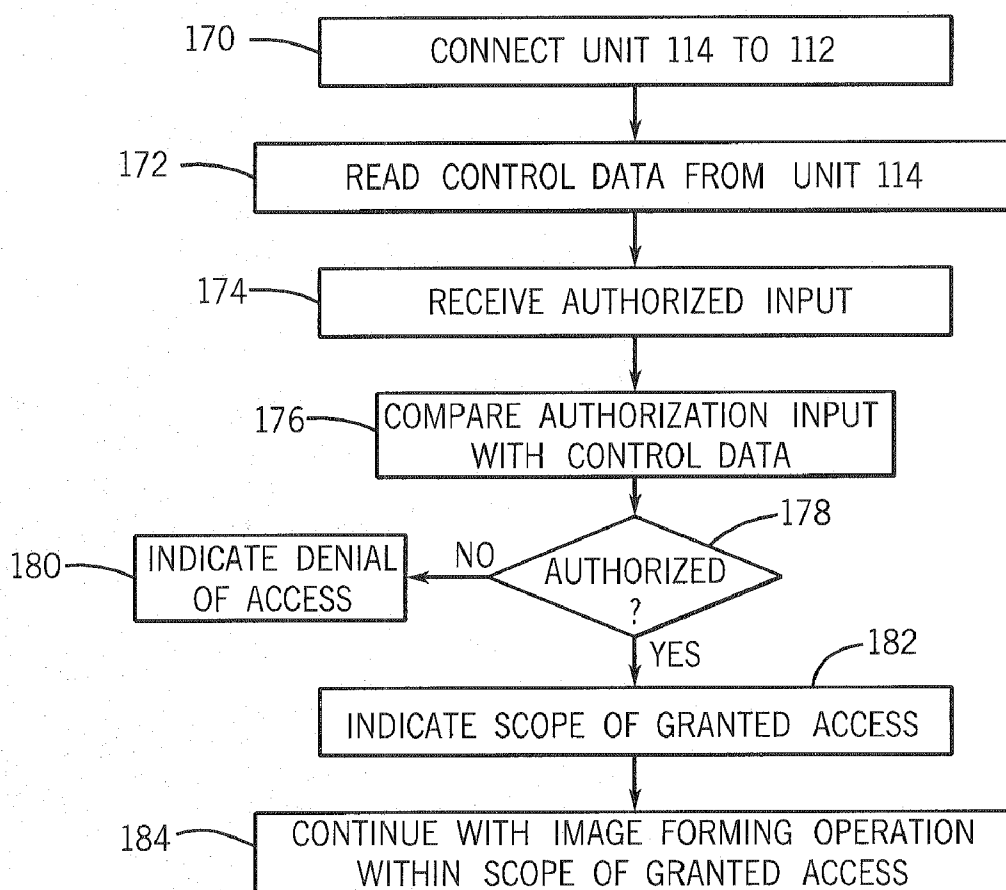 170
CONNECT UNIT 114 TO 112
172
READ CONTROL DATA FROM UNIT 114
174
RECEIVE AUTHORIZED INPUT
176
COMPARE AUTHORIZATION INPUT
WITH CONTROL DATA
178
AUTHORIZED
?
NO
180
INDICATE DENIAL
OF ACCESS
YES
182
INDICATE SCOPE OF GRANTED ACCESS
184
CONTINUE WITH IMAGE FORMING OPERATION
WITHIN SCOPE OF GRANTED ACCESS